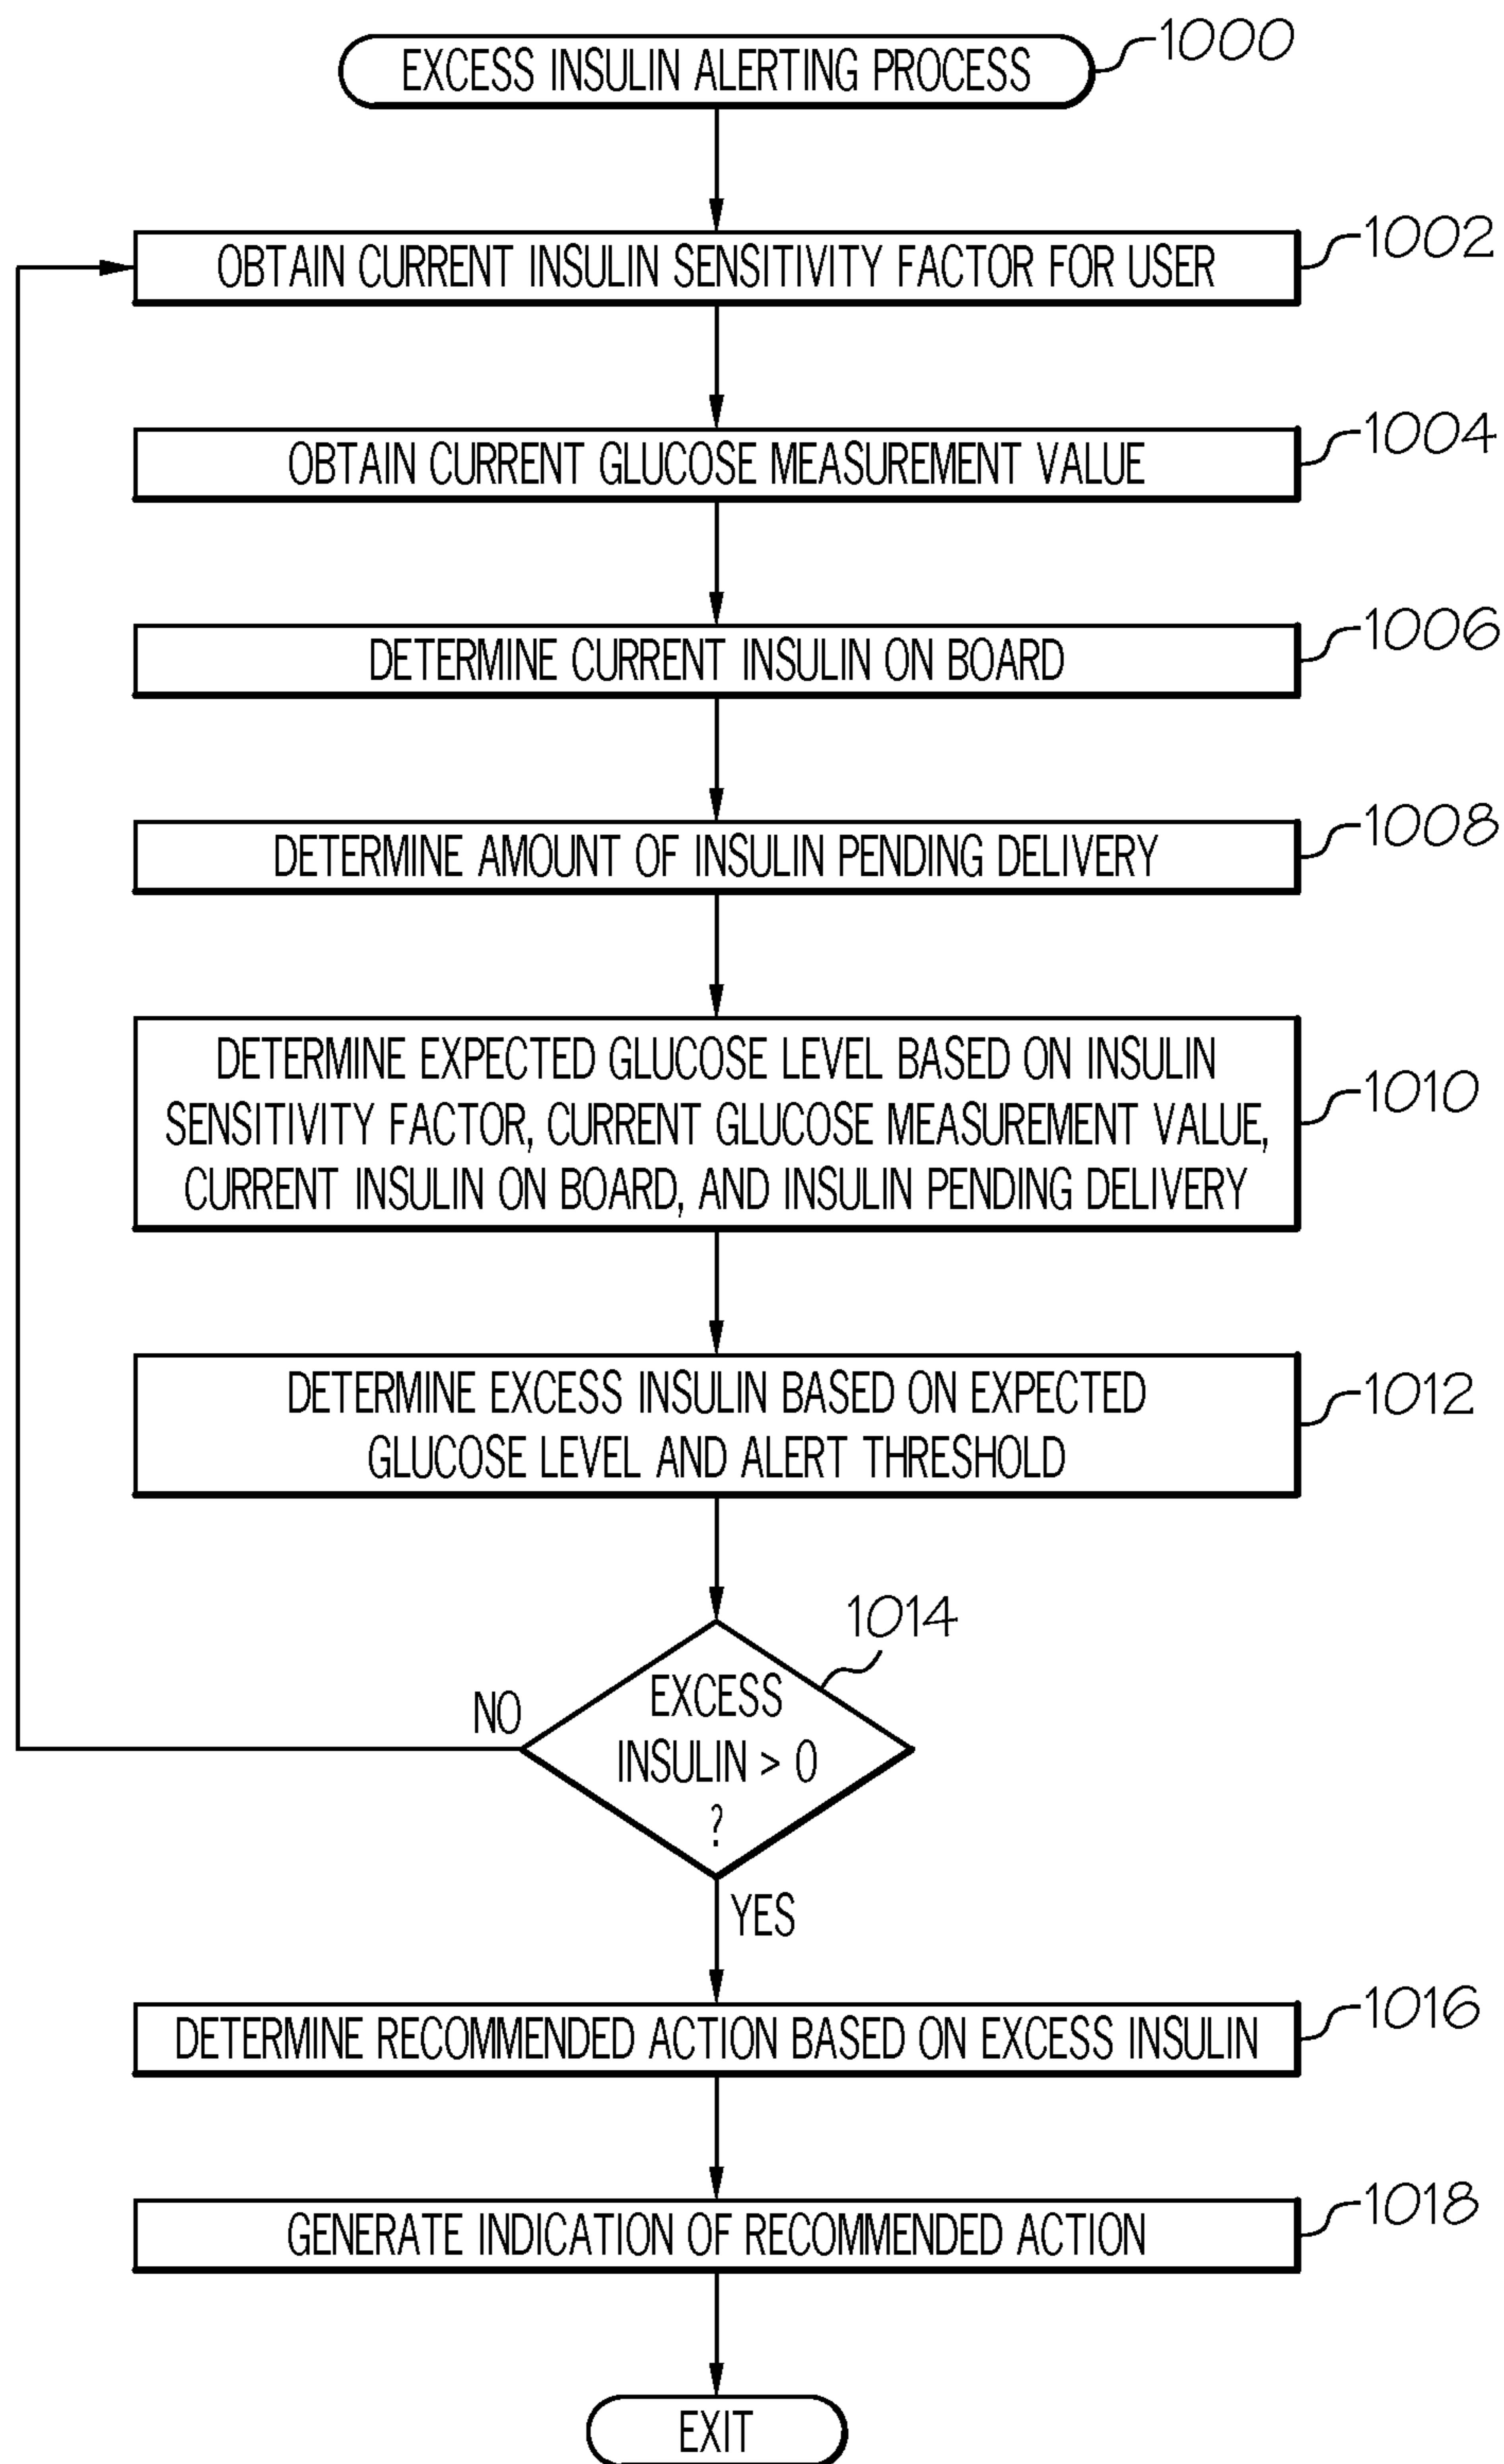 EXCESS INSULIN ALERTING PROCESS
1000
OBTAIN CURRENT INSULIN SENSITIVITY FACTOR FOR USER
1002
OBTAIN CURRENT GLUCOSE MEASUREMENT VALUE
1004
DETERMINE CURRENT INSULIN ON BOARD
1006
DETERMINE AMOUNT OF INSULIN PENDING DELIVERY
1008
DETERMINE EXPECTED GLUCOSE LEVEL BASED ON INSULIN
SENSITIVITY FACTOR, CURRENT GLUCOSE MEASUREMENT VALUE,
CURRENT INSULIN ON BOARD, AND INSULIN PENDING DELIVERY
1010
DETERMINE EXCESS INSULIN BASED ON EXPECTED
GLUCOSE LEVEL AND ALERT THRESHOLD
1012
1014
EXCESS
INSULIN > 0
?
NO
YES
DETERMINE RECOMMENDED ACTION BASED ON EXCESS INSULIN
1016
GENERATE INDICATION OF RECOMMENDED ACTION
1018
EXIT